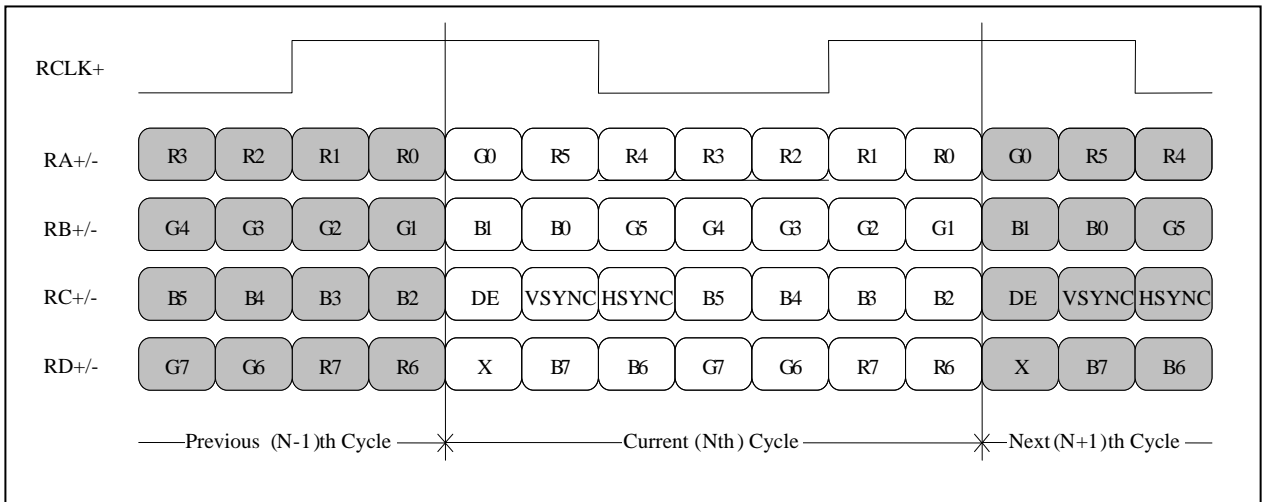 RCLK+
RA+/- R3 R2 R1 R0 G0 R5 R4 R3 R2 R1 R0 G0 R5 R4
RB+/- G4 G3 G2 G1 B1 B0 G5 G4 G3 G2 G1 B1 B0 G5
RC+/- B5 B4 B3 B2 DE VSYNC HSYNC B5 B4 B3 B2 DE VSYNC HSYNC
RD+/- G7 G6 R7 R6 X B7 B6 G7 G6 R7 R6 X B7 B6
Previous (N-1)th Cycle Current (Nth) Cycle Next (N+1)th Cycle